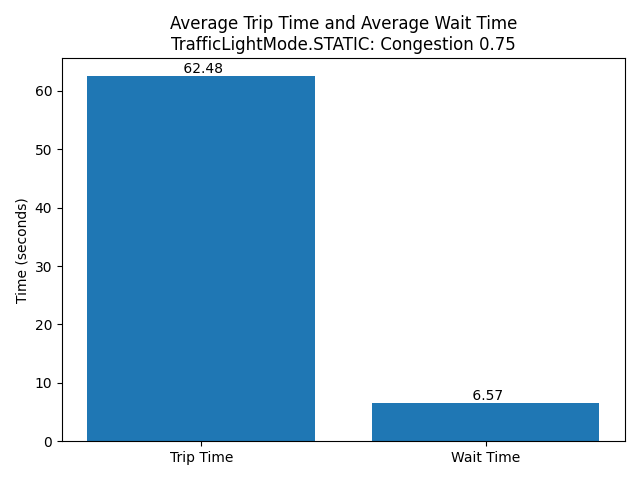 Average Trip Time and Average Wait Time
TrafficLightMode.STATIC: Congestion 0.75
62.48
60
50
40
30
20
10
0
Time (seconds)
6.57
Trip Time
Wait Time